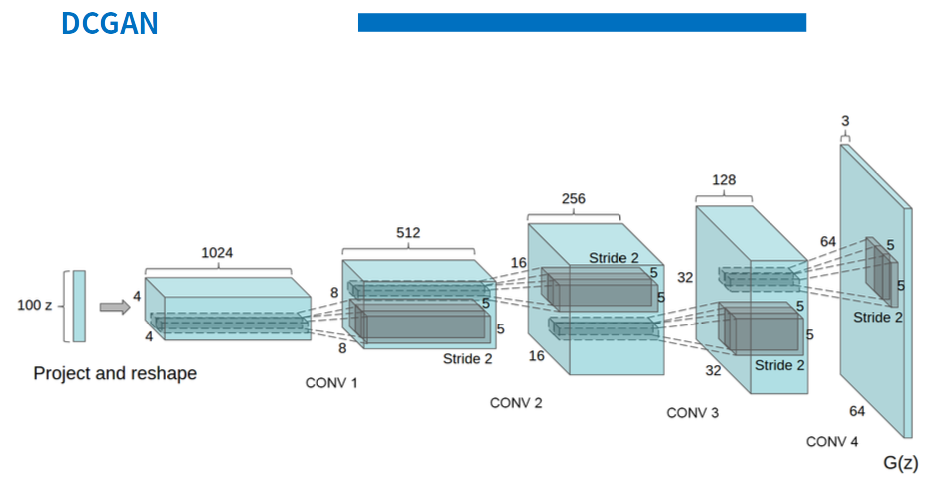 DCGAN
100 z
Project and reshape
1024
4
4
CONV 1
512
8
8
5
5
Stride 2
CONV 2
256
16
16
Stride 2
5
5
CONV 3
128
32
32
5
5
Stride 2
CONV 4
3
64
64
5
5
Stride 2
G(z)